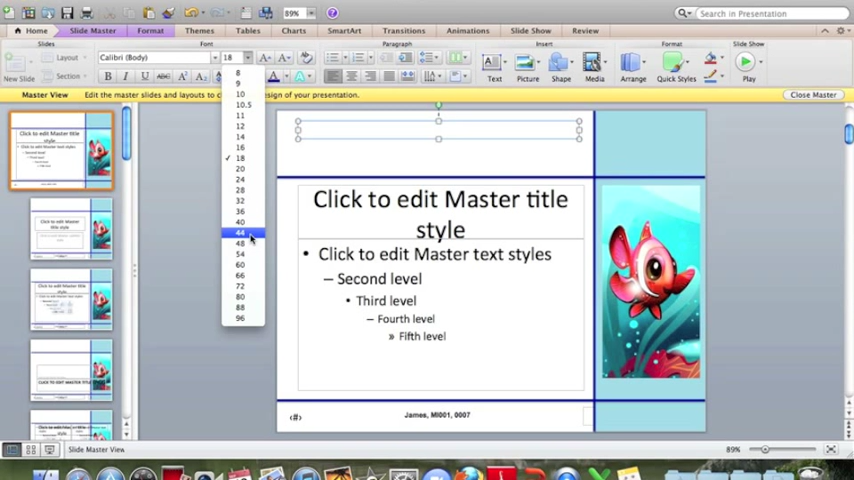 89%
Search in Presentation
Home Slide Master Format Themes Tables Charts SmartArt Transitions Animations Slide Show Review
Slides Font Paragraph Insert Format Slide Show
Layout Calibri (Body) 18
New Slide Section
Text Picture Shape Media Arrange Quick Styles Play
Master View Edit the master slides and layouts to design of your presentation. Close Master
8
9
10
10.5
11
12
14
16
18
20
24
28
32
36
40
44
48
54
60
66
72
80
88
96
Click to edit Master title
style
• Click to edit Master text styles
– Second level
• Third level
– Fourth level
» Fifth level
‹#› James, MI001, 0007
Slide Master View 89%